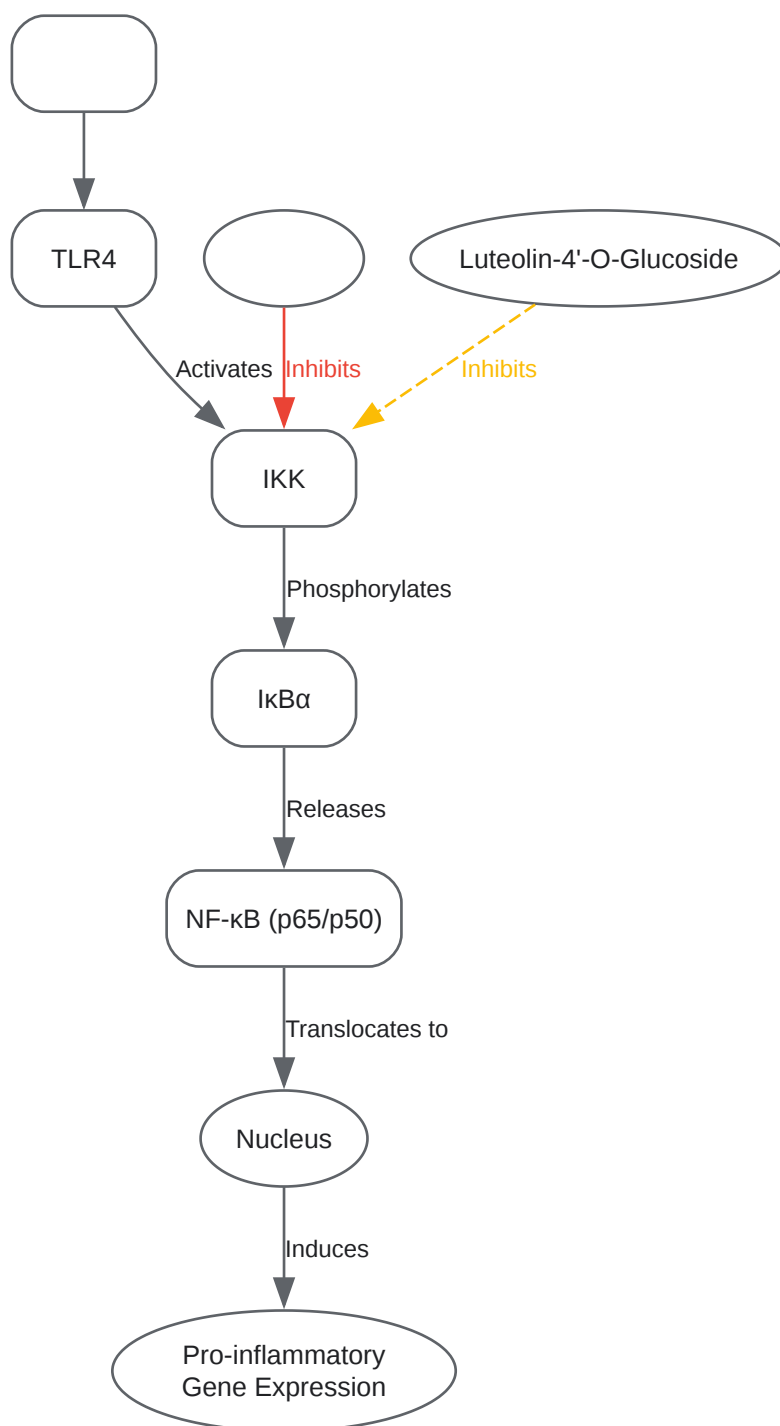 TLR4
Luteolin-4'-O-Glucoside
Activates
Inhibits
Inhibits
IKK
Phosphorylates
IκBα
Releases
NF-κB (p65/p50)
Translocates to
Nucleus
Induces
Pro-inflammatory
Gene Expression